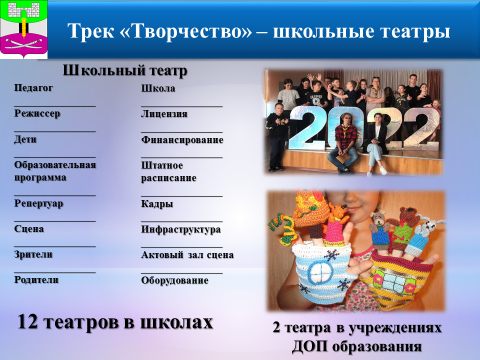 Трек «Творчество» – школьные театры
Школьный театр
Педагог
Режиссер
Дети
Образовательная
программа
Репертуар
Сцена
Зрители
Родители
Школа
Лицензия
Финансирование
Штатное
расписание
Кадры
Инфраструктура
Актовый зал сцена
Оборудование
2022
12 театров в школах
2 театра в учреждениях
ДОП образования